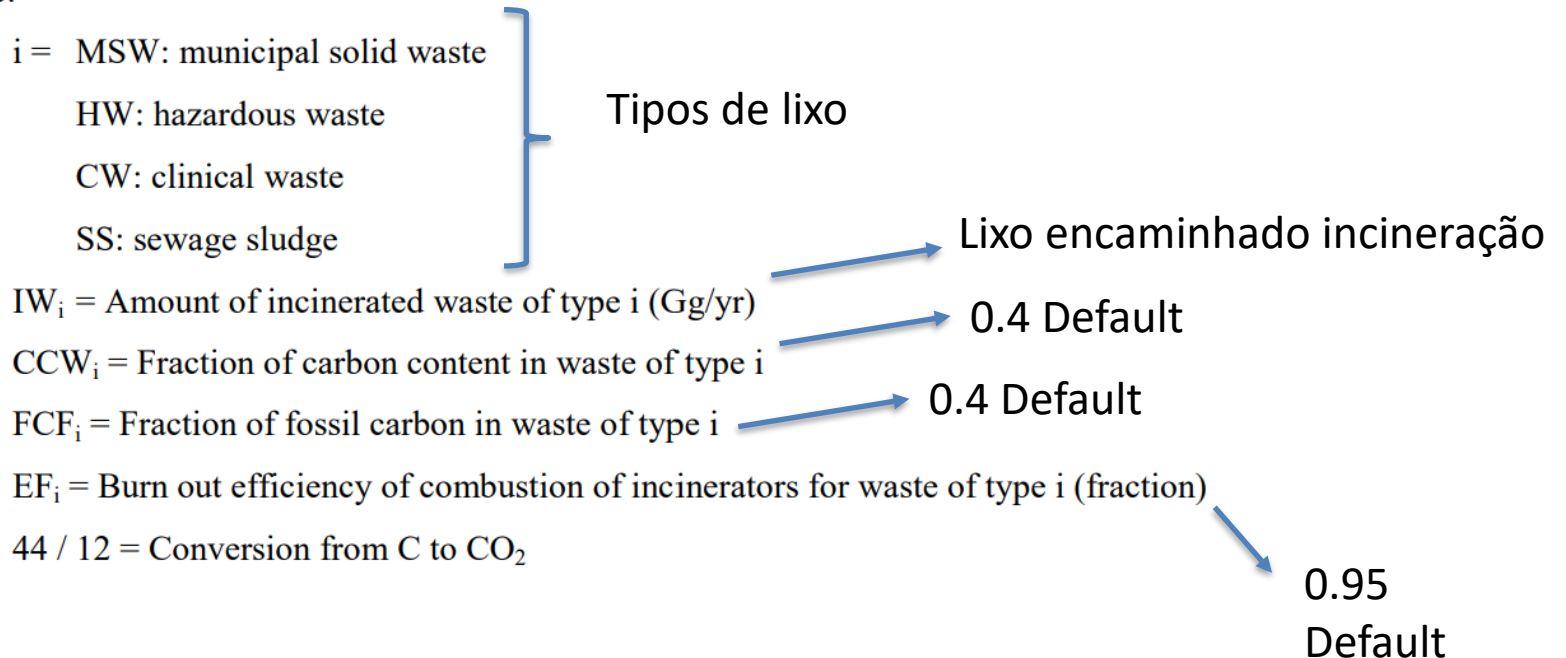 i = MSW: municipal solid waste
HW: hazardous waste
Tipos de lixo
CW: clinical waste
SS: sewage sludge
Lixo encaminhado incineração
IWi = Amount of incinerated waste of type i (Gg/yr)
0.4 Default
CCWi = Fraction of carbon content in waste of type i
0.4 Default
FCFi = Fraction of fossil carbon in waste of type i
EFi = Burn out efficiency of combustion of incinerators for waste of type i (fraction)
44 / 12 = Conversion from C to CO2
0.95
Default